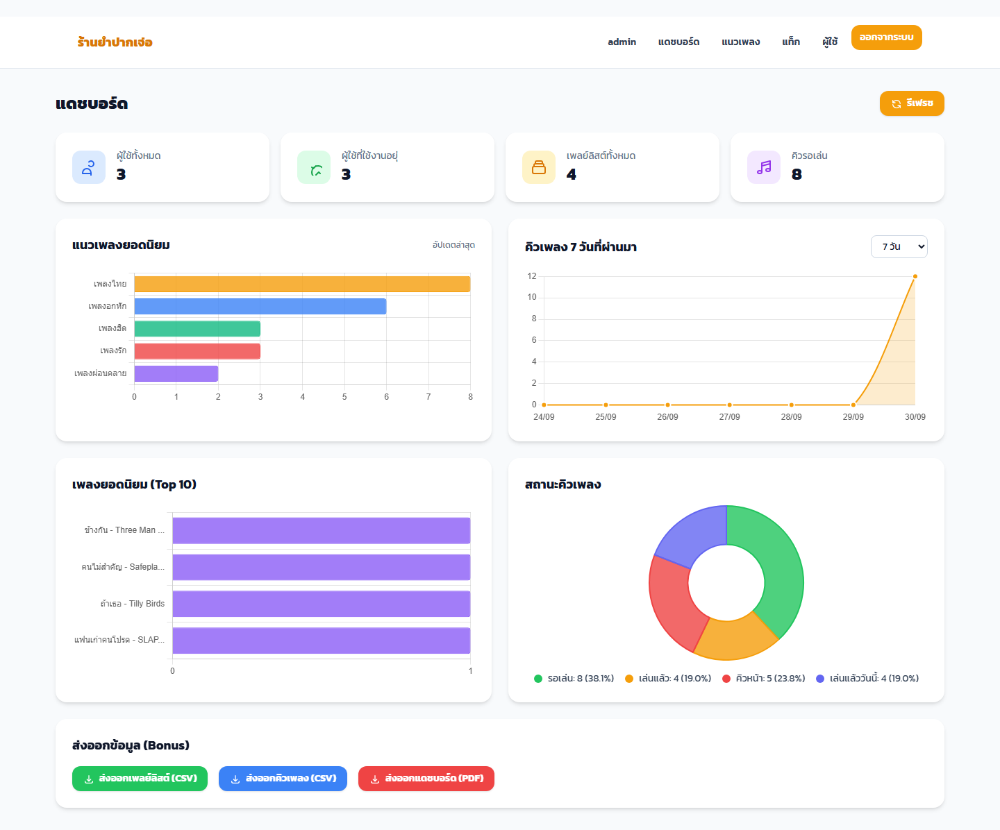 ร้านยำปากเจ่อ
admin แดชบอร์ด แนวเพลง แท็ก ผู้ใช้ ออกจากระบบ
แดชบอร์ด
รีเฟรช
ผู้ใช้ทั้งหมด
3
ผู้ใช้ที่ใช้งานอยู่
3
เพลย์ลิสต์ทั้งหมด
4
คิวรอเล่น
8
แนวเพลงยอดนิยม
อัปเดตล่าสุด
เพลงไทย
เพลงอกหัก
เพลงฮิต
เพลงรัก
เพลงผ่อนคลาย
0 1 2 3 4 5 6 7 8
คิวเพลง 7 วันที่ผ่านมา
7 วัน
12
10
8
6
4
2
0
24/09 25/09 26/09 27/09 28/09 29/09 30/09
เพลงยอดนิยม (Top 10)
ข้างกัน - Three Man ...
คนไม่สำคัญ - Safepla...
ถ้าเธอ - Tilly Birds
แฟนเก่าคนโปรด - SLAP...
0 1
สถานะคิวเพลง
รอเล่น: 8 (38.1%) เล่นแล้ว: 4 (19.0%) คิวหน้า: 5 (23.8%) เล่นแล้ววันนี้: 4 (19.0%)
ส่งออกข้อมูล (Bonus)
ส่งออกเพลย์ลิสต์ (CSV) ส่งออกคิวเพลง (CSV) ส่งออกแดชบอร์ด (PDF)